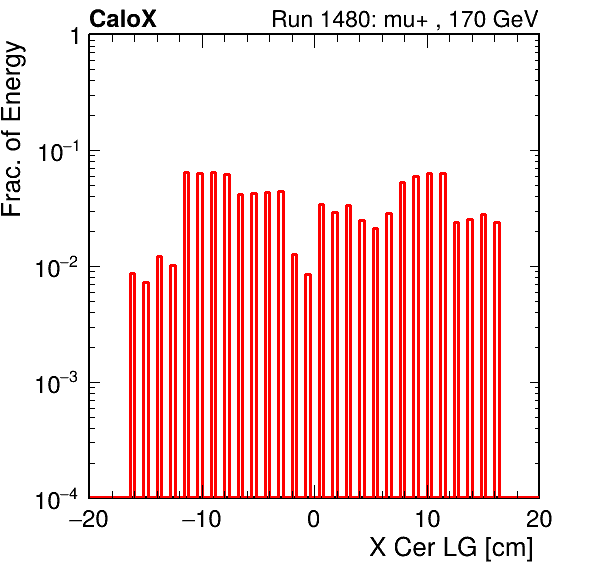 CaloX Run 1480: mu+ , 170 GeV
Frac. of Energy
1
10⁻¹
10⁻²
10⁻³
10⁻⁴
−20 −10 0 10 20
X Cer LG [cm]